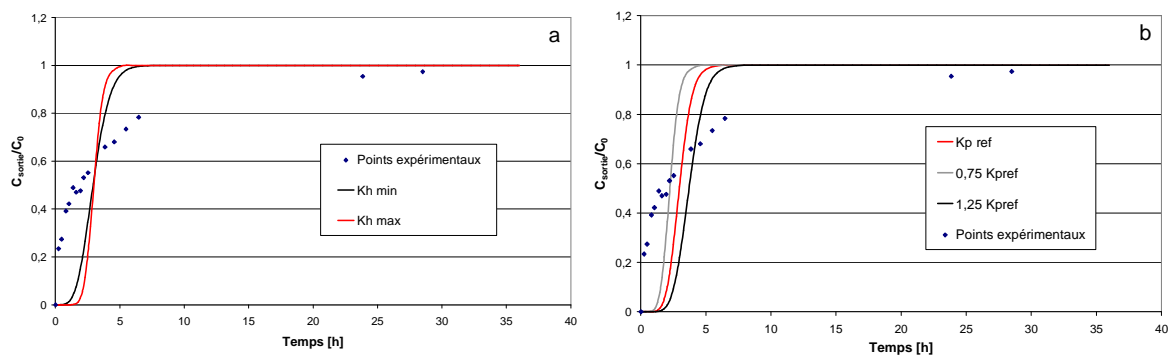 1,2
a
1
0,8
0,6
0,4
0,2
0
C sortie/C0
Points expérimentaux
Kh min
Kh max
0 5 10 15 20 25 30 35 40
Temps [h]
1,2
b
1
0,8
0,6
0,4
0,2
0
C sortie/C0
Kp ref
0,75 Kpref
1,25 Kpref
Points expérimentaux
0 5 10 15 20 25 30 35 40
Temps [h]